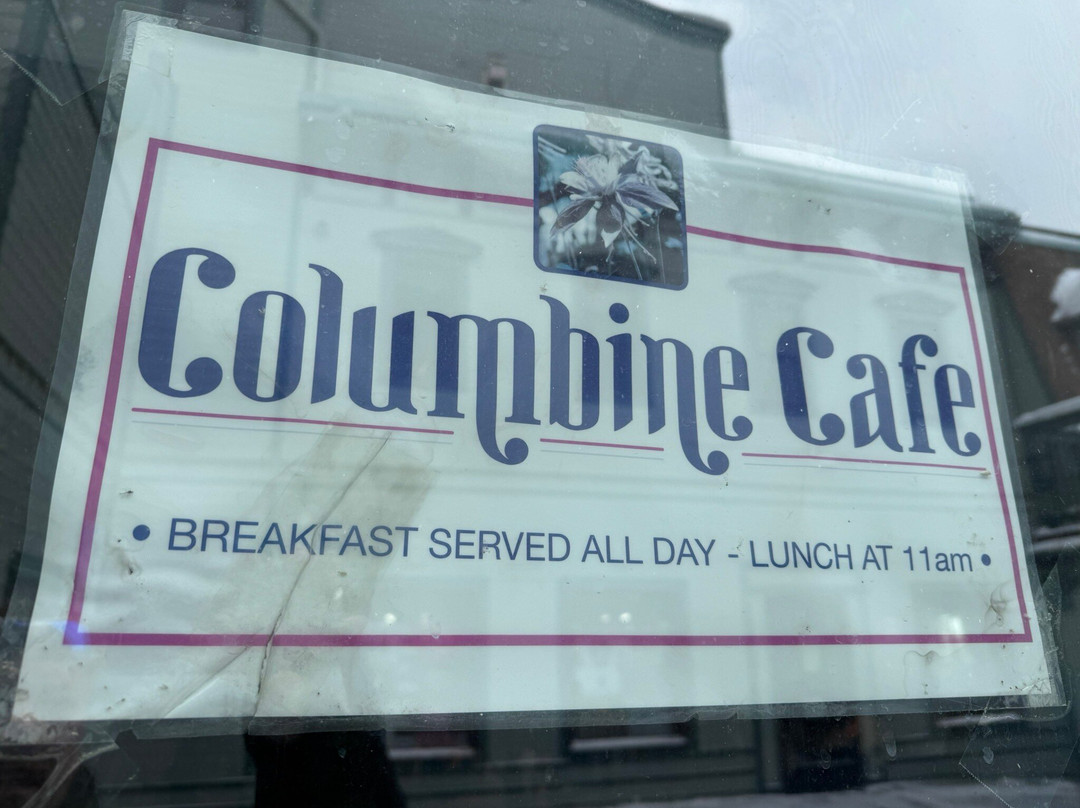 Columbine Cafe
• BREAKFAST SERVED ALL DAY - LUNCH AT 11am •